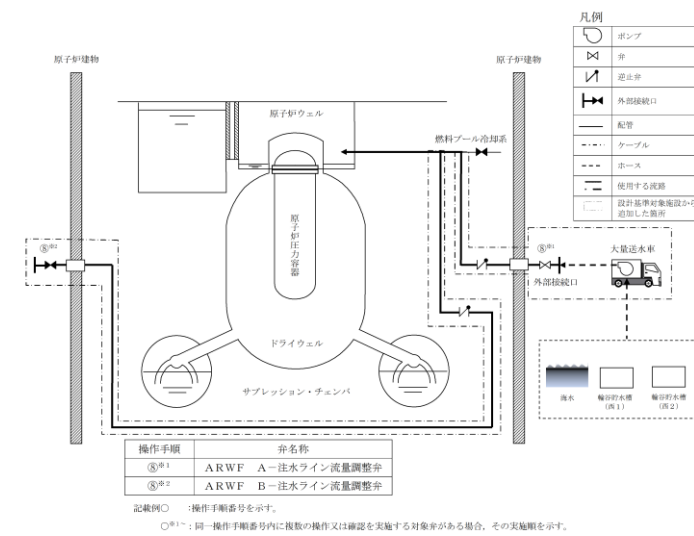 凡例
ポンプ
弁
逆止弁
外部接続口
配管
ケーブル
ホース
使用する流路
設計基準対象施設から
追加した箇所
原子炉建物
原子炉建物
原子炉ウェル
燃料プール冷却系
原子炉圧力容器
⑧※2
⑧※1
大量送水車
外部接続口
ドライウェル
サプレッション・チェンバ
海水
輪谷貯水槽
(西1)
輪谷貯水槽
(西2)
操作手順 弁名称
⑧※1 ARWF A-注水ライン流量調整弁
⑧※2 ARWF B-注水ライン流量調整弁
記載例○ :操作手順番号を示す。
○※1~:同一操作手順番号内に複数の操作又は確認を実施する対象弁がある場合,その実施順を示す。